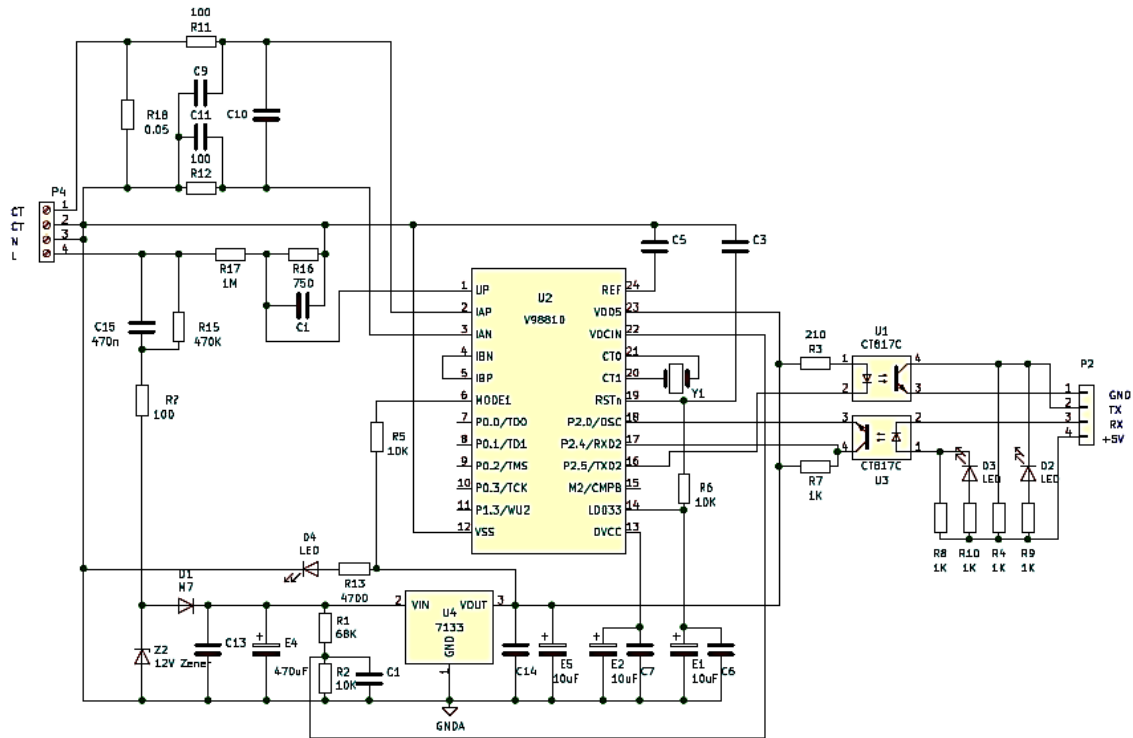 100
R11
C9
R18
0.05
C11
C10
100
R12
P4
CT
CT
N
L
1
2
3
4
R17
1M
R16
750
C1
C5
C3
C15
470n
R15
470K
R?
100
U2
V9881D
1 UP
2 IAP
3 IAN
4 IBN
5 IBP
6 MODE1
7 P0.0/TDO
8 P0.1/TDI
9 P0.2/TMS
10 P0.3/TCK
11 P1.3/WU2
12 VSS
REF 24
VDD5 23
VDCIN 22
CTO 21
CTI 20
RSTn 19
P2.0/OSC 18
P2.4/RXD2 17
P2.5/TXD2 16
M2/CMPB 15
LDO33 14
DVCC 13
Y1
R5
10K
R6
10K
210
R3
U1
CT817C
1
2
4
3
3
4
2
1
CT817C
U3
R7
1K
P2
1
2
3
4
GND
TX
RX
+5V
D3
LED
D2
LED
R8
1K
R10
1K
R4
1K
R9
1K
D4
LED
R13
4700
D1
M7
Z2
12V Zener
C13
E4
470uF
R1
68K
R2
10K
C1
2 VIN
VOUT 3
U4
7133
GND
1
GNDA
C14
E5
10uF
E2
10uF
C7
E1
10uF
C6